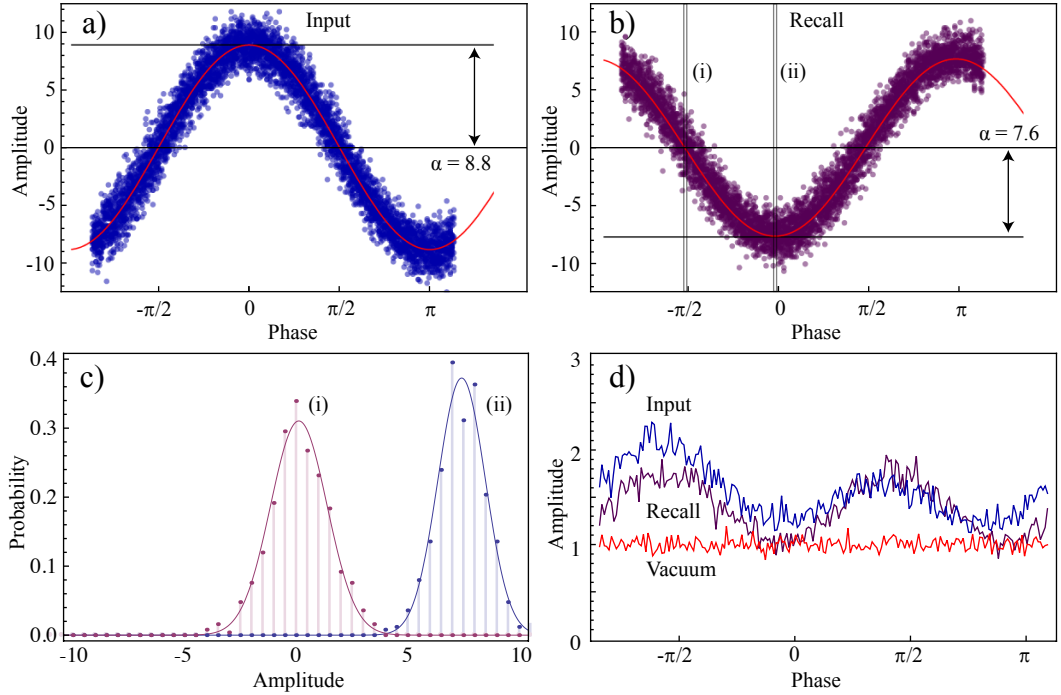 a)
Input
10
5
0
-5
-10
Amplitude
α = 8.8
-π/2
0
π/2
π
Phase
b)
Recall
(i)
(ii)
10
5
0
-5
-10
Amplitude
α = 7.6
-π/2
0
π/2
π
Phase
c)
(i)
(ii)
0.4
0.3
0.2
0.1
0.0
Probability
-10
-5
0
5
10
Amplitude
d)
Input
Recall
Vacuum
3
2
1
0
Amplitude
-π/2
0
π/2
π
Phase